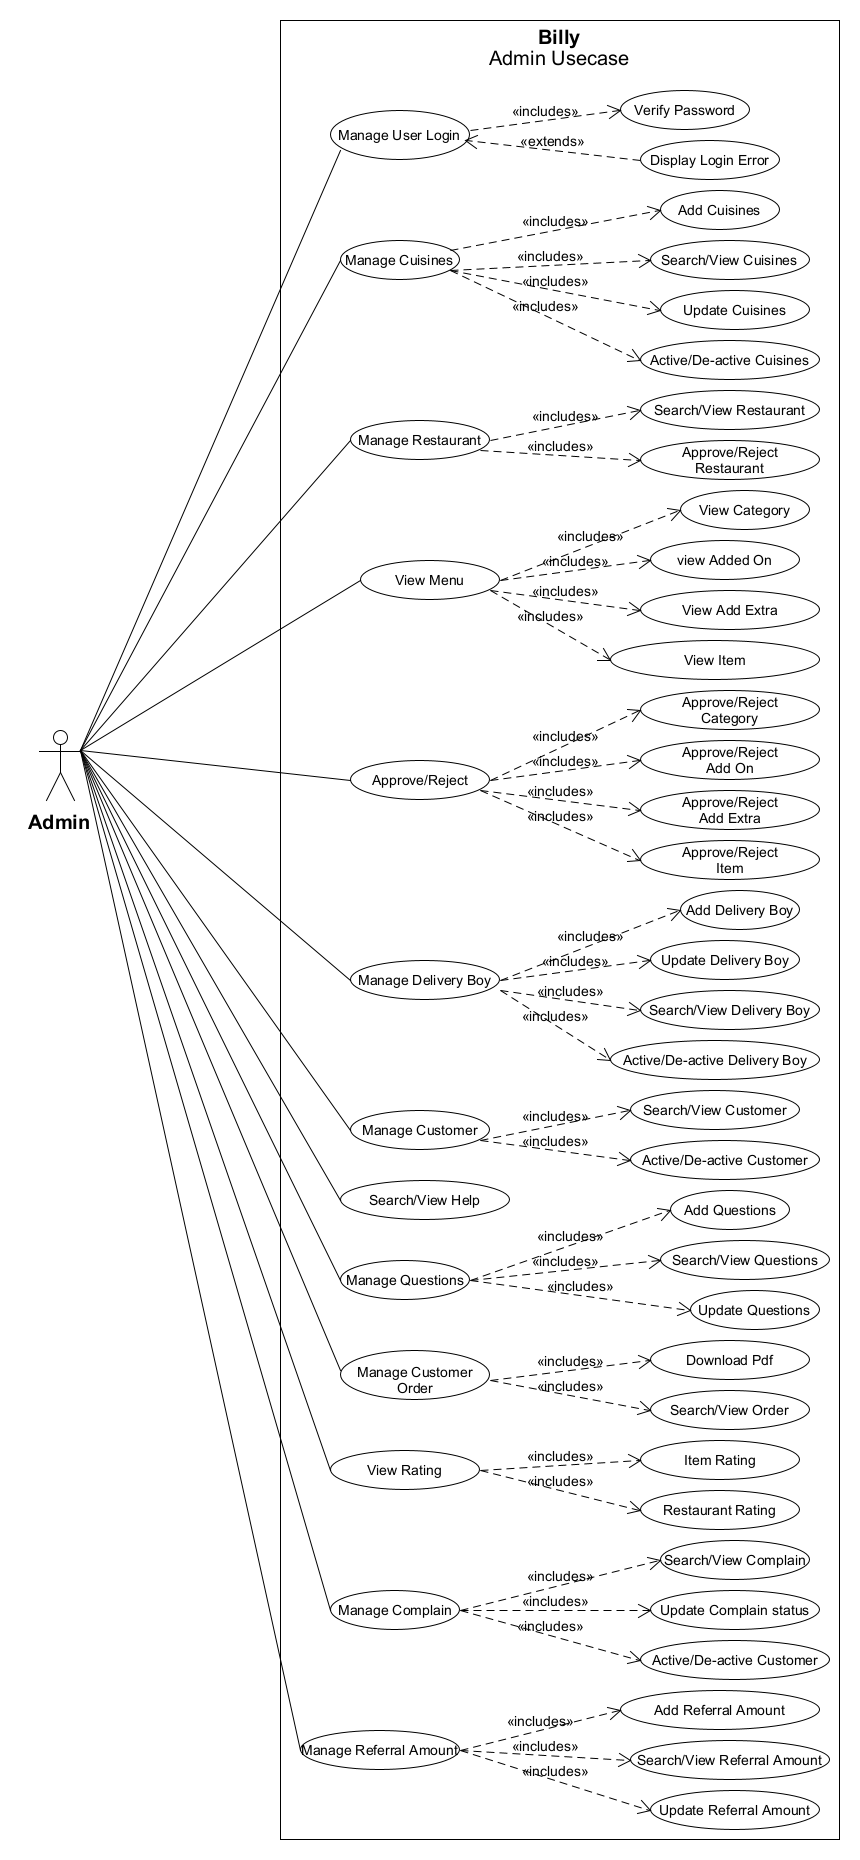 Billy
Admin Usecase
Manage User Login
«includes»
Verify Password
«extends»
Display Login Error
Manage Cuisines
«includes»
Add Cuisines
«includes»
Search/View Cuisines
«includes»
Update Cuisines
«includes»
Active/De-active Cuisines
Manage Restaurant
«includes»
Search/View Restaurant
«includes»
Approve/Reject
Restaurant
View Menu
«includes»
View Category
«includes»
view Added On
«includes»
View Add Extra
«includes»
View Item
Admin
Approve/Reject
«includes»
Approve/Reject
Category
«includes»
Approve/Reject
Add On
«includes»
Approve/Reject
Add Extra
«includes»
Approve/Reject
Item
Manage Delivery Boy
«includes»
Add Delivery Boy
«includes»
Update Delivery Boy
«includes»
Search/View Delivery Boy
«includes»
Active/De-active Delivery Boy
Manage Customer
«includes»
Search/View Customer
«includes»
Active/De-active Customer
Search/View Help
Manage Questions
«includes»
Add Questions
«includes»
Search/View Questions
«includes»
Update Questions
Manage Customer
Order
«includes»
Download Pdf
«includes»
Search/View Order
View Rating
«includes»
Item Rating
«includes»
Restaurant Rating
Manage Complain
«includes»
Search/View Complain
«includes»
Update Complain status
«includes»
Active/De-active Customer
Manage Referral Amount
«includes»
Add Referral Amount
«includes»
Search/View Referral Amount
«includes»
Update Referral Amount